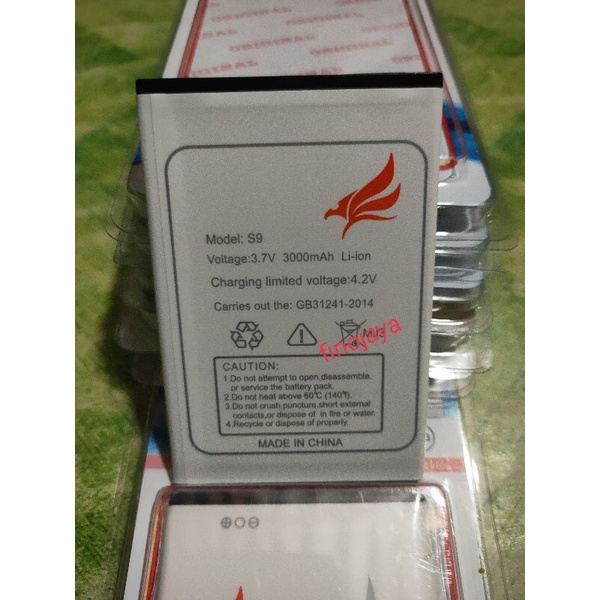 ORIGINAL
ORIGINAL
Model: S9
Voltage:3.7V 3000mAh Li-ion
Charging limited voltage:4.2V
Carries out the: GB31241-2014
finojaya
CAUTION:
1.Do not attempt to open,disassemble,
or service the battery pack.
2.Do not heat above 60℃ (140℉)
3.Do not crush,puncture,short external
contacts,or dispose of in fire or water.
4.Recycle or dispose of properly.
MADE IN CHINA